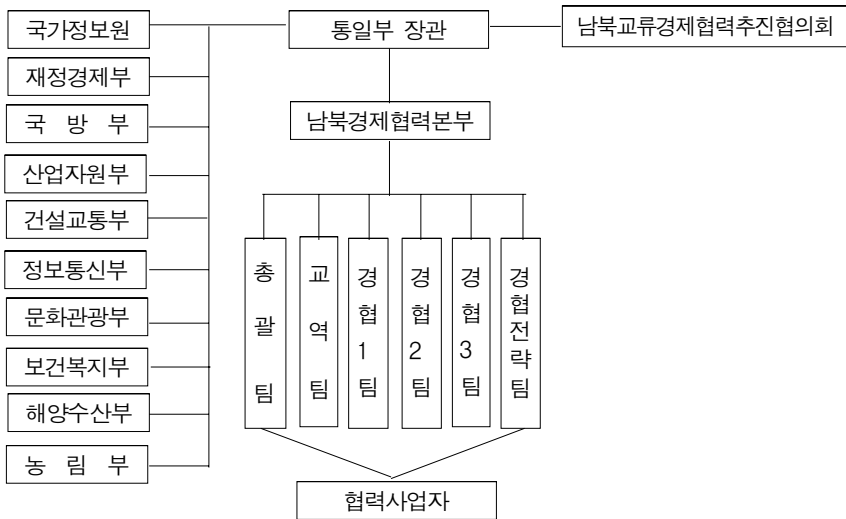 국가정보원
통일부 장관
남북교류경제협력추진협의회
재정경제부
국 방 부
남북경제협력본부
산업자원부
건설교통부
정보통신부
문화관광부
보건복지부
해양수산부
농 림 부
총괄팀
교역팀
경협1팀
경협2팀
경협3팀
경협전략팀
협력사업자